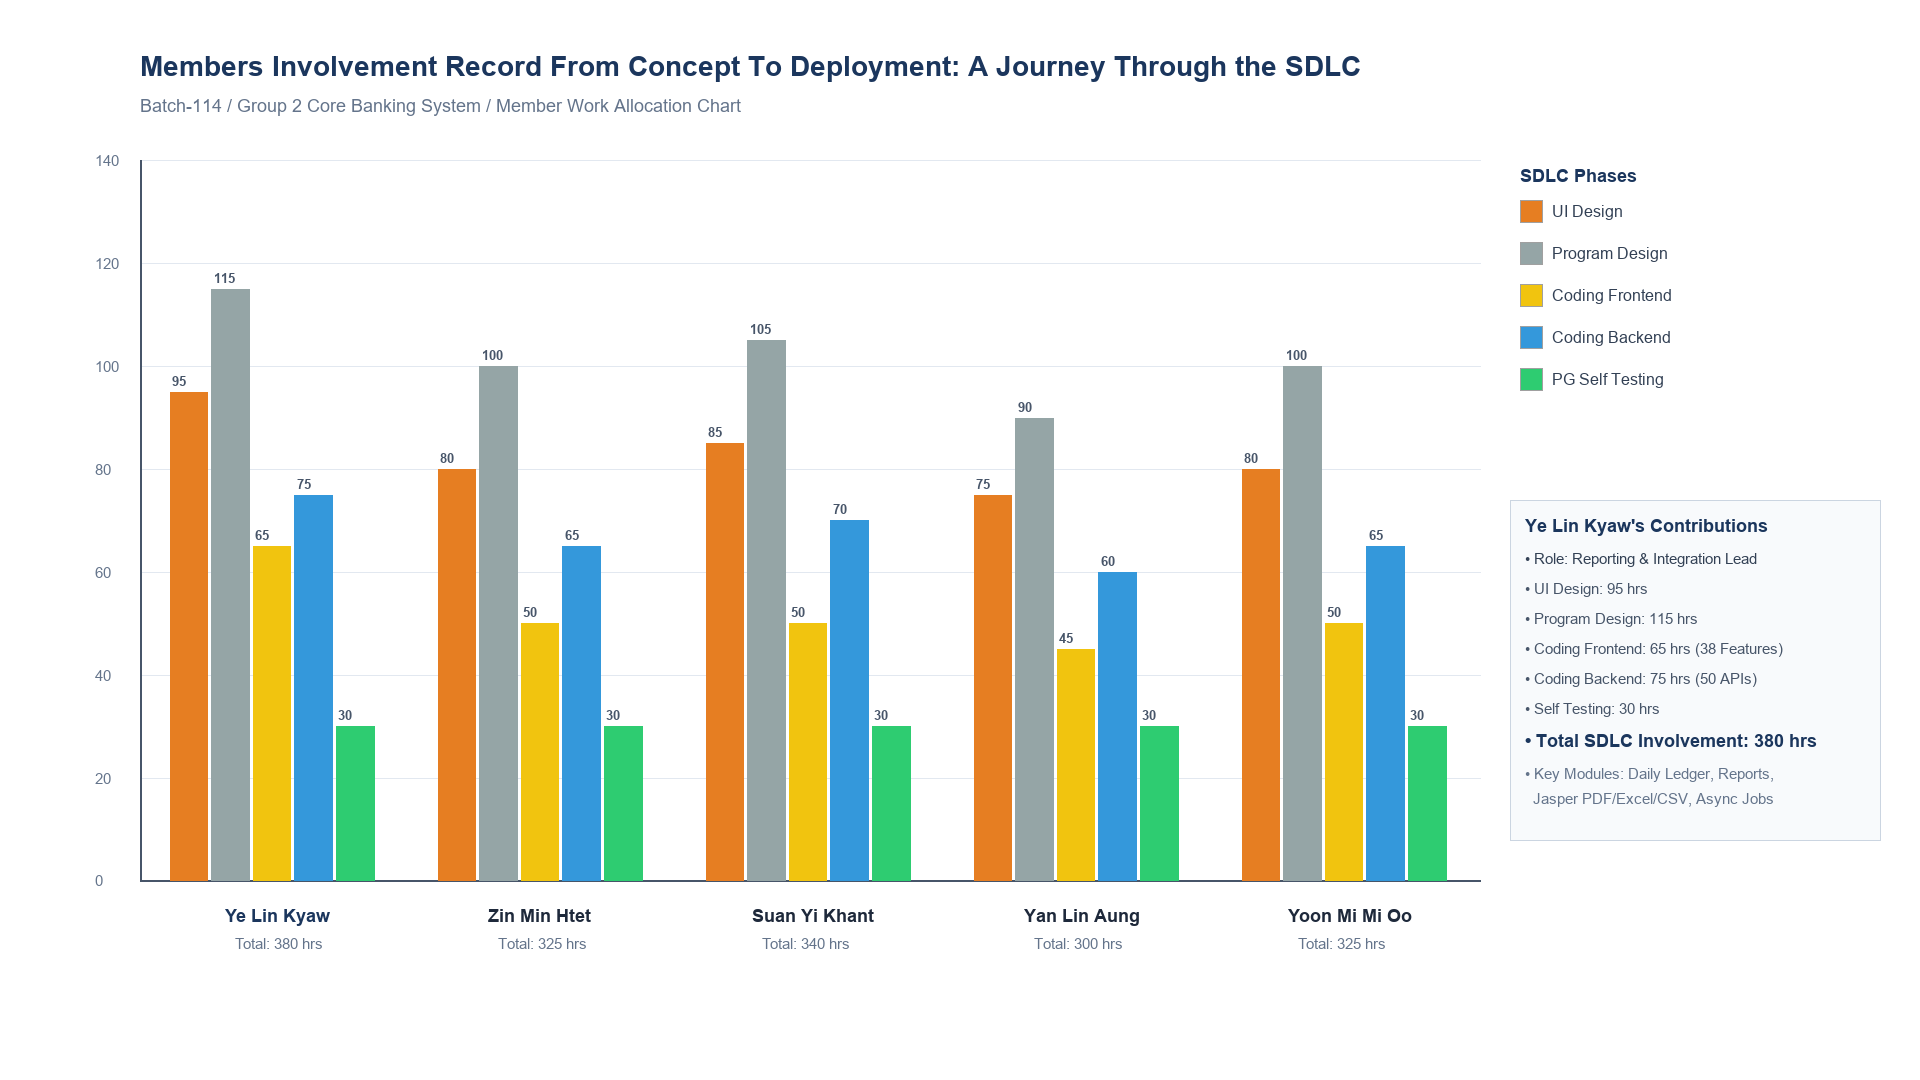 Members Involvement Record From Concept To Deployment: A Journey Through the SDLC
Batch-114 / Group 2 Core Banking System / Member Work Allocation Chart
140
120
100
80
60
40
20
0
95
115
65
75
30
80
100
50
65
30
85
105
50
70
30
75
90
45
60
30
80
100
50
65
30
Ye Lin Kyaw
Total: 380 hrs
Zin Min Htet
Total: 325 hrs
Suan Yi Khant
Total: 340 hrs
Yan Lin Aung
Total: 300 hrs
Yoon Mi Mi Oo
Total: 325 hrs
SDLC Phases
UI Design
Program Design
Coding Frontend
Coding Backend
PG Self Testing
Ye Lin Kyaw's Contributions
• Role: Reporting & Integration Lead
• UI Design: 95 hrs
• Program Design: 115 hrs
• Coding Frontend: 65 hrs (38 Features)
• Coding Backend: 75 hrs (50 APIs)
• Self Testing: 30 hrs
• Total SDLC Involvement: 380 hrs
• Key Modules: Daily Ledger, Reports,
Jasper PDF/Excel/CSV, Async Jobs